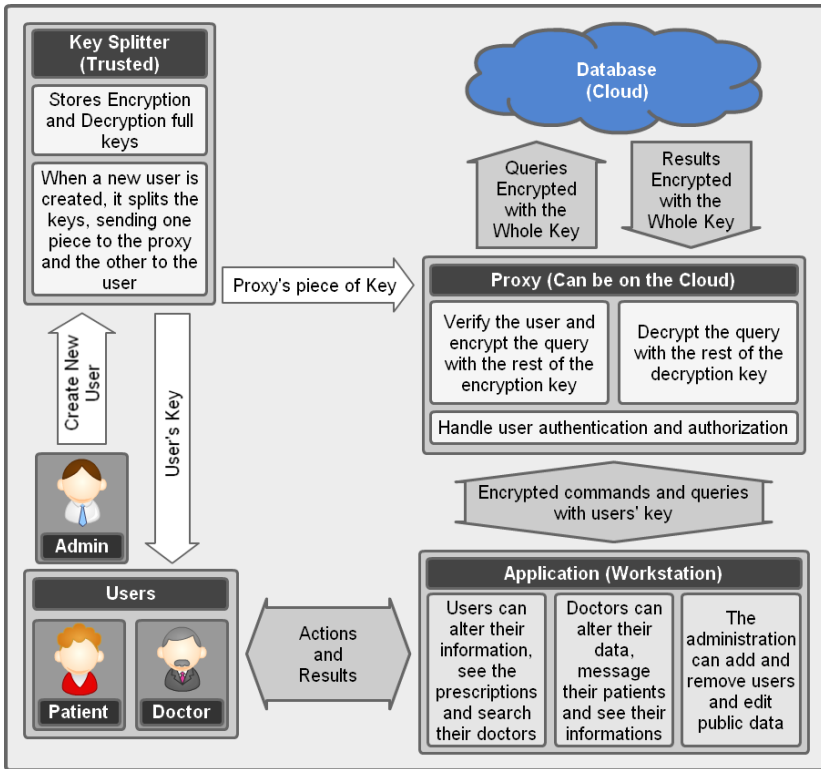 Key Splitter
(Trusted)
Stores Encryption
and Decryption full
keys
When a new user is
created, it splits the
keys, sending one
piece to the proxy
and the other to the
user
Database
(Cloud)
Queries
Encrypted
with the
Whole Key
Results
Encrypted
with the
Whole Key
Proxy's piece of Key
Proxy (Can be on the Cloud)
Verify the user and
encrypt the query
with the rest of the
encryption key
Decrypt the query
with the rest of the
decryption key
Handle user authentication and authorization
Create New
User
User's Key
Admin
Encrypted commands and queries
with users' key
Users
Patient
Doctor
Actions
and
Results
Application (Workstation)
Users can
alter their
information,
see the
prescriptions
and search
their doctors
Doctors can
alter their
data,
message
their patients
and see their
informations
The
administration
can add and
remove users
and edit
public data